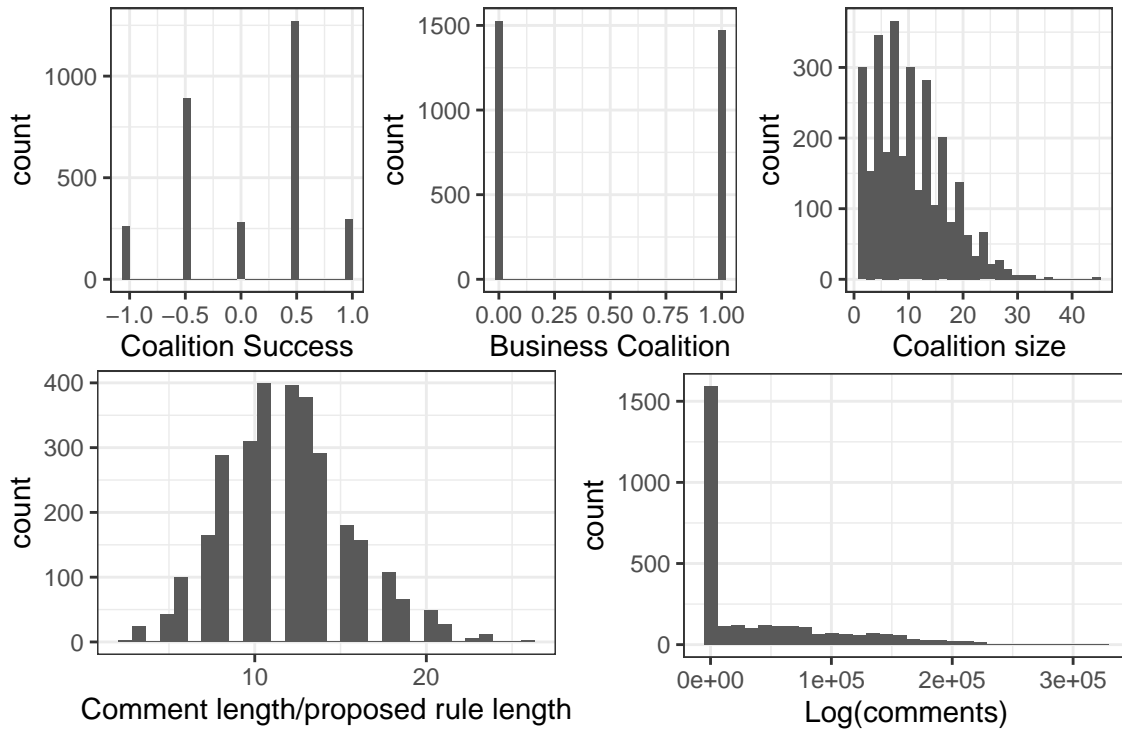 count
1000
500
0
−1.0
−0.5
0.0
0.5
1.0
Coalition Success
count
1500
1000
500
0
0.00
0.25
0.50
0.75
1.00
Business Coalition
count
300
200
100
0
0
10
20
30
40
Coalition size
count
400
300
200
100
0
10
20
Comment length/proposed rule length
count
1500
1000
500
0
0e+00
1e+05
2e+05
3e+05
Log(comments)